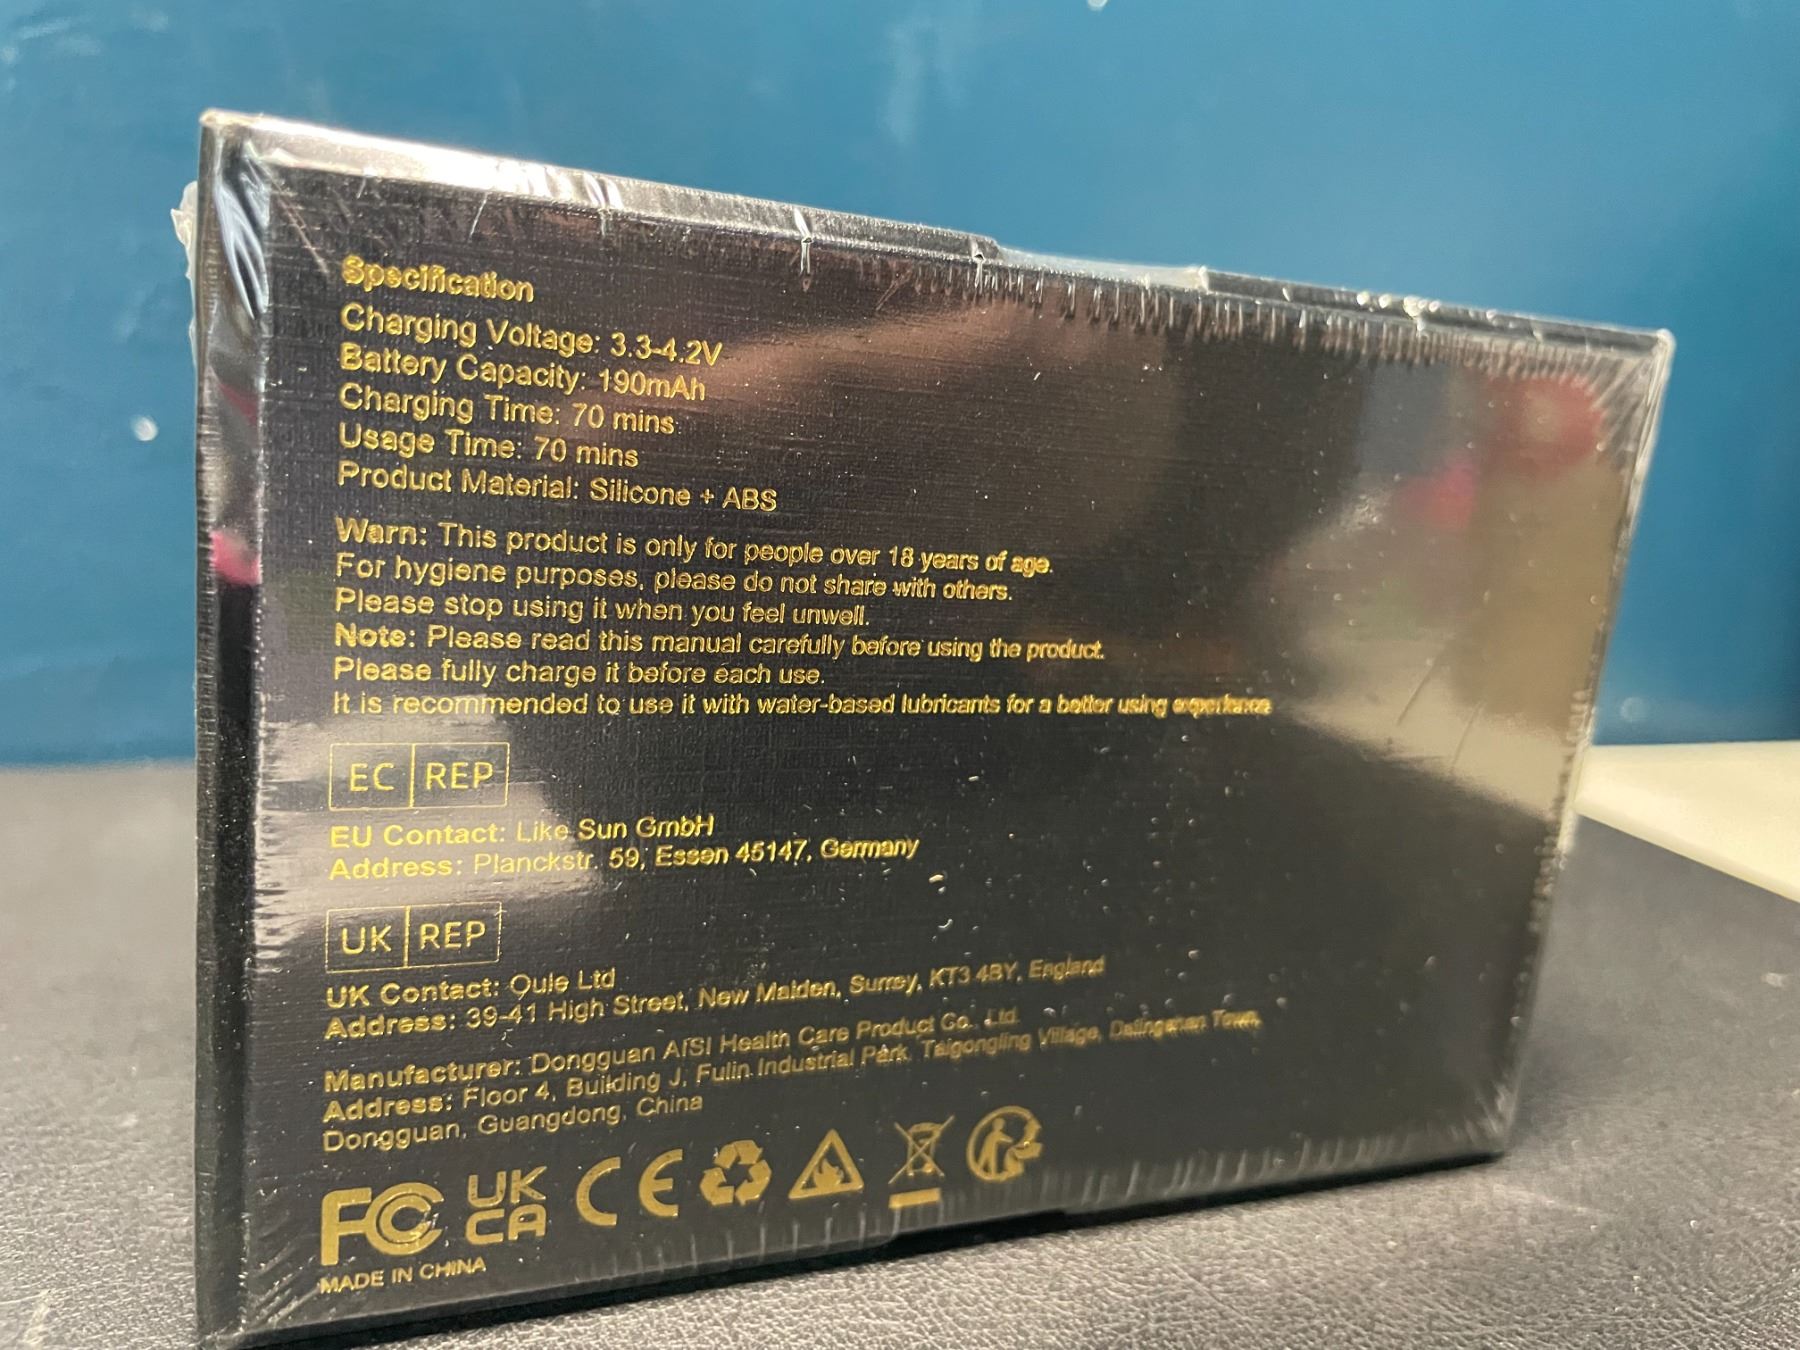 Specification
Charging Voltage: 3.3-4.2V
Battery Capacity: 190mAh
Charging Time: 70 mins
Usage Time: 70 mins
Product Material: Silicone + ABS
Warn: This product is only for people over 18 years of age.
For hygiene purposes, please do not share with others.
Please stop using it when you feel unwell.
Note: Please read this manual carefully before using the product.
Please fully charge it before each use.
It is recommended to use it with water-based lubricants for a better using experience
EC REP
EU Contact: Like Sun GmbH
Address: Planckstr. 59, Essen 45147, Germany
UK REP
UK Contact: Oule Ltd
Address: 39-41 High Street, New Malden, Surrey, KT3 4BY, England
Manufacturer: Dongguan AISI Health Care Product Co., Ltd.
Address: Floor 4, Building J, Fulin Industrial Park, Taigongling Village, Town,
Dongguan, Guangdong, China
FC UK CA CE
MADE IN CHINA